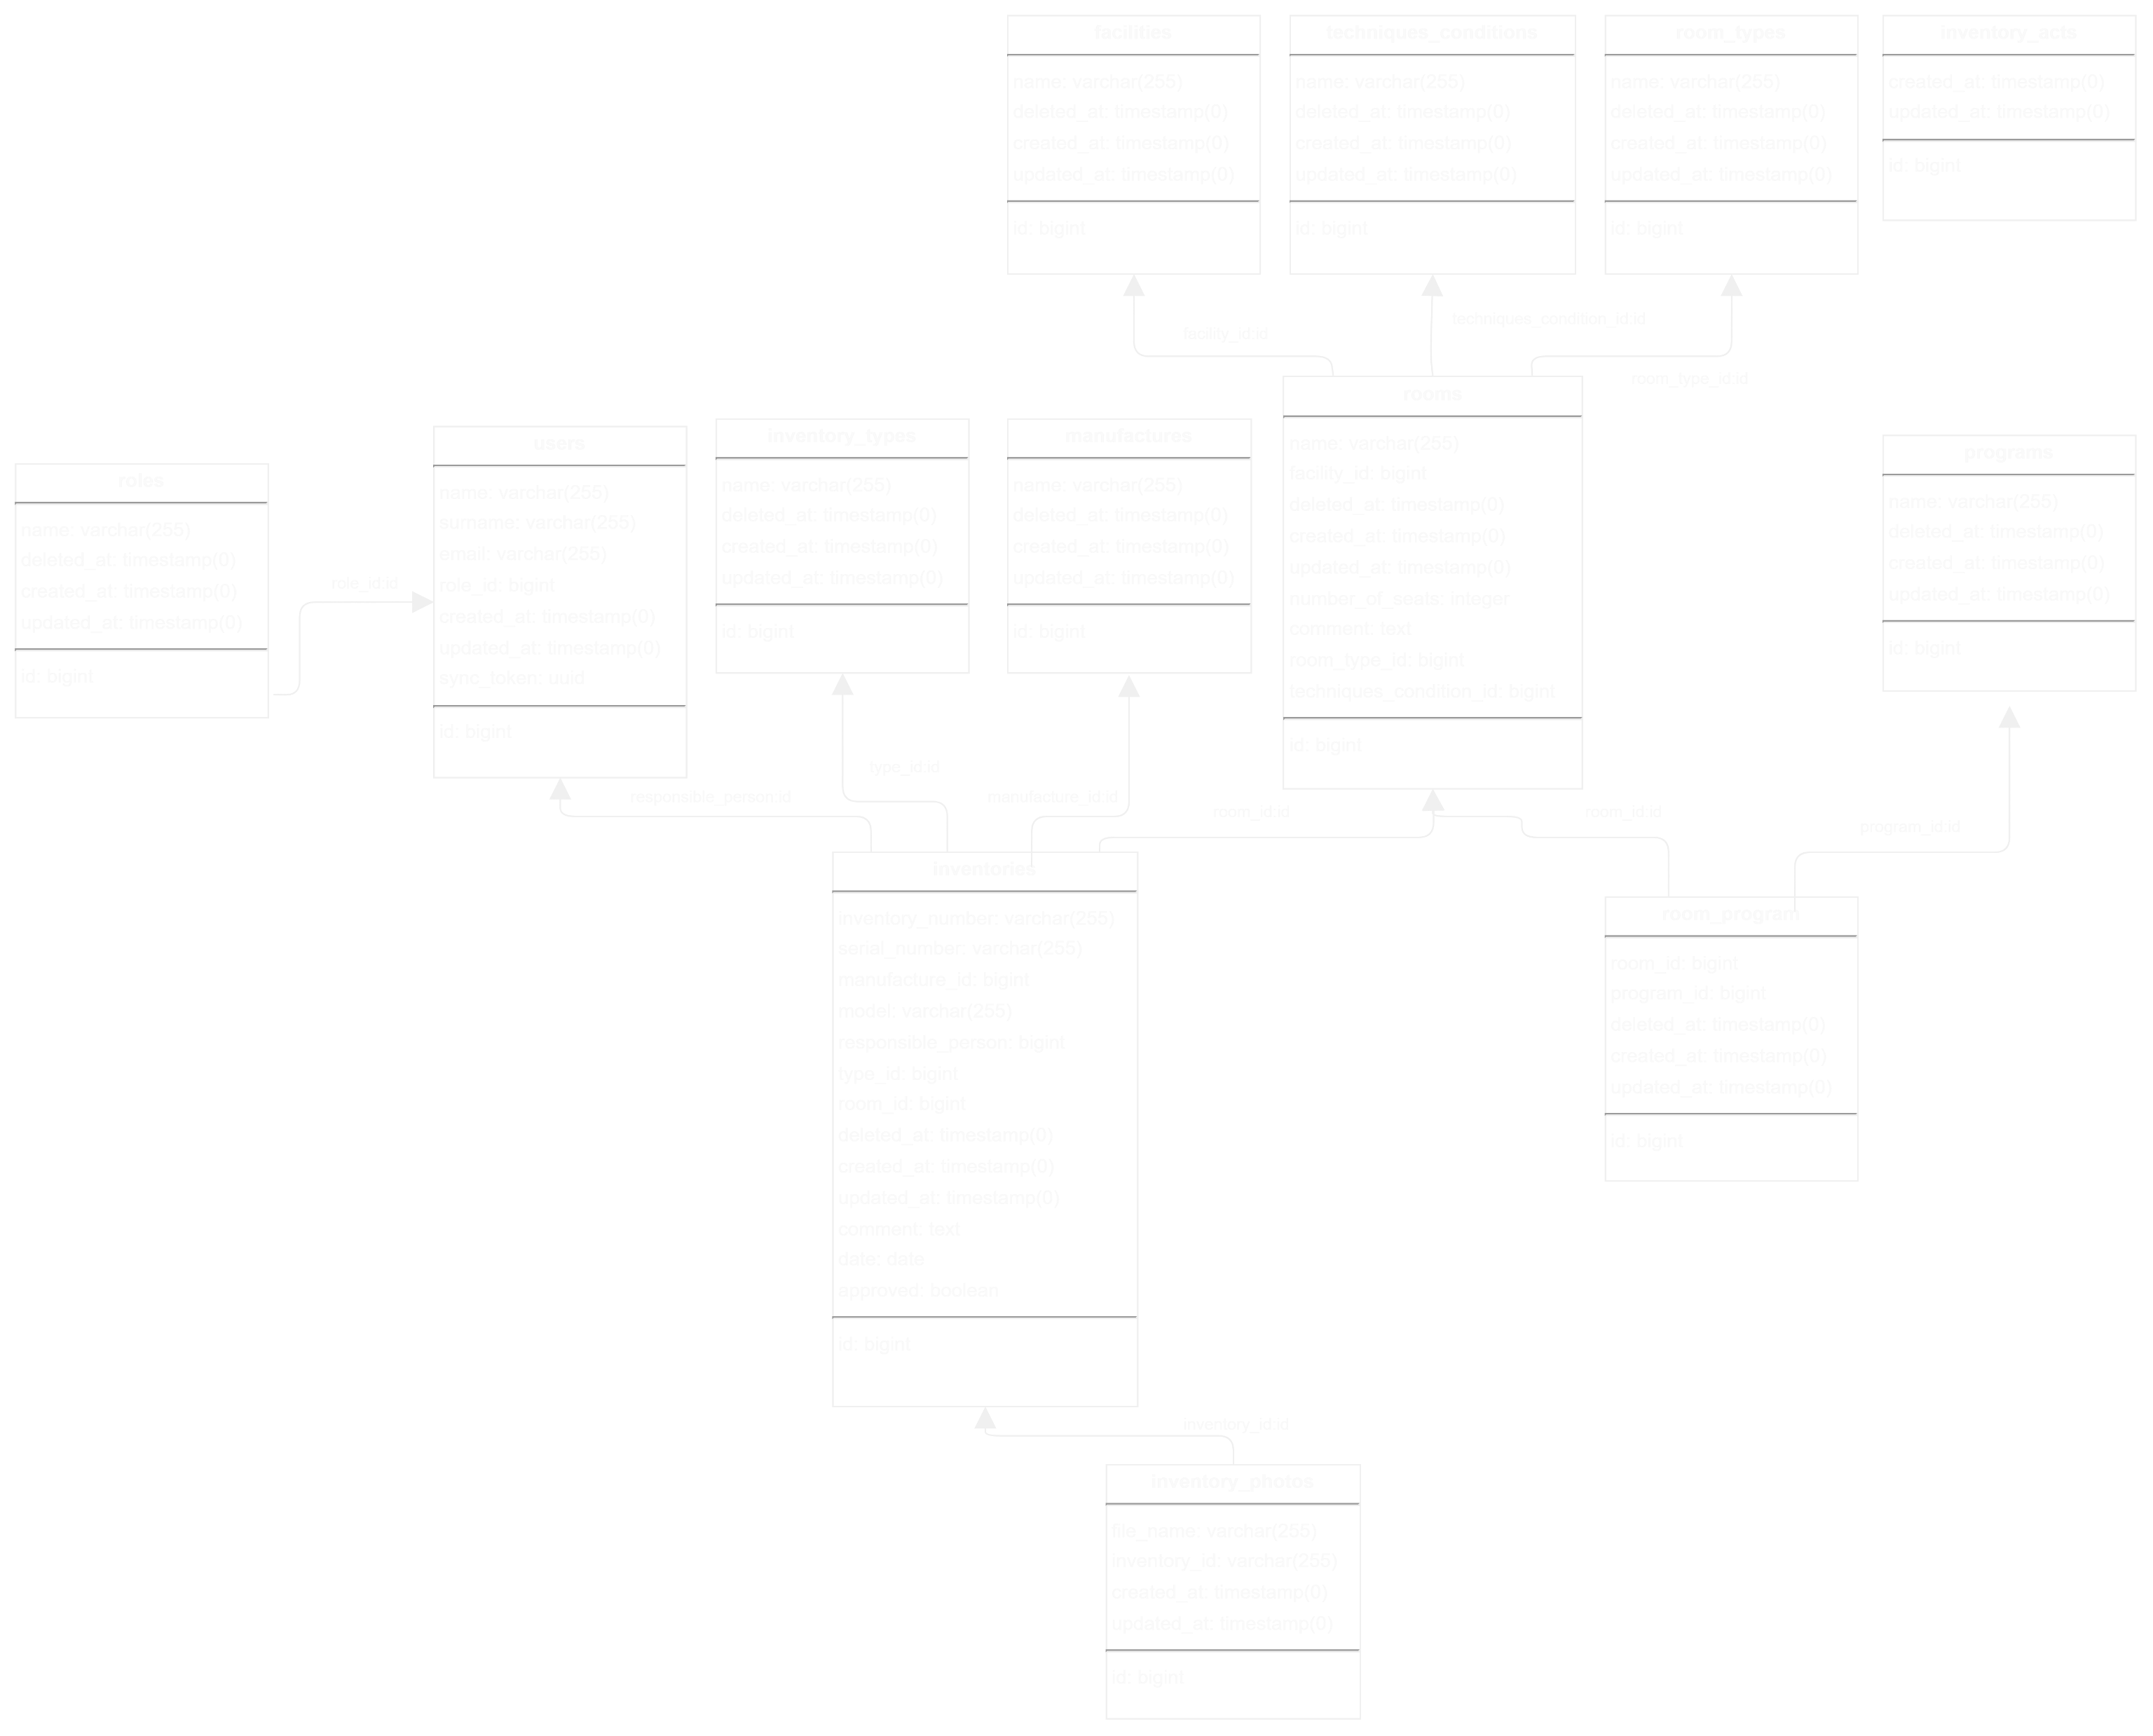 facilities
name: varchar(255)
deleted_at: timestamp(0)
created_at: timestamp(0)
updated_at: timestamp(0)
id: bigint
techniques_conditions
name: varchar(255)
deleted_at: timestamp(0)
created_at: timestamp(0)
updated_at: timestamp(0)
id: bigint
room_types
name: varchar(255)
deleted_at: timestamp(0)
created_at: timestamp(0)
updated_at: timestamp(0)
id: bigint
inventory_acts
created_at: timestamp(0)
updated_at: timestamp(0)
id: bigint
facility_id:id
techniques_condition_id:id
room_type_id:id
roles
name: varchar(255)
deleted_at: timestamp(0)
created_at: timestamp(0)
updated_at: timestamp(0)
id: bigint
role_id:id
users
name: varchar(255)
surname: varchar(255)
email: varchar(255)
role_id: bigint
created_at: timestamp(0)
updated_at: timestamp(0)
sync_token: uuid
id: bigint
inventory_types
name: varchar(255)
deleted_at: timestamp(0)
created_at: timestamp(0)
updated_at: timestamp(0)
id: bigint
manufactures
name: varchar(255)
deleted_at: timestamp(0)
created_at: timestamp(0)
updated_at: timestamp(0)
id: bigint
rooms
name: varchar(255)
facility_id: bigint
deleted_at: timestamp(0)
created_at: timestamp(0)
updated_at: timestamp(0)
number_of_seats: integer
comment: text
room_type_id: bigint
techniques_condition_id: bigint
id: bigint
programs
name: varchar(255)
deleted_at: timestamp(0)
created_at: timestamp(0)
updated_at: timestamp(0)
id: bigint
responsible_person:id
type_id:id
manufacture_id:id
room_id:id
room_id:id
program_id:id
inventories
inventory_number: varchar(255)
serial_number: varchar(255)
manufacture_id: bigint
model: varchar(255)
responsible_person: bigint
type_id: bigint
room_id: bigint
deleted_at: timestamp(0)
created_at: timestamp(0)
updated_at: timestamp(0)
comment: text
date: date
approved: boolean
id: bigint
room_program
room_id: bigint
program_id: bigint
deleted_at: timestamp(0)
created_at: timestamp(0)
updated_at: timestamp(0)
id: bigint
inventory_id:id
inventory_photos
file_name: varchar(255)
inventory_id: varchar(255)
created_at: timestamp(0)
updated_at: timestamp(0)
id: bigint